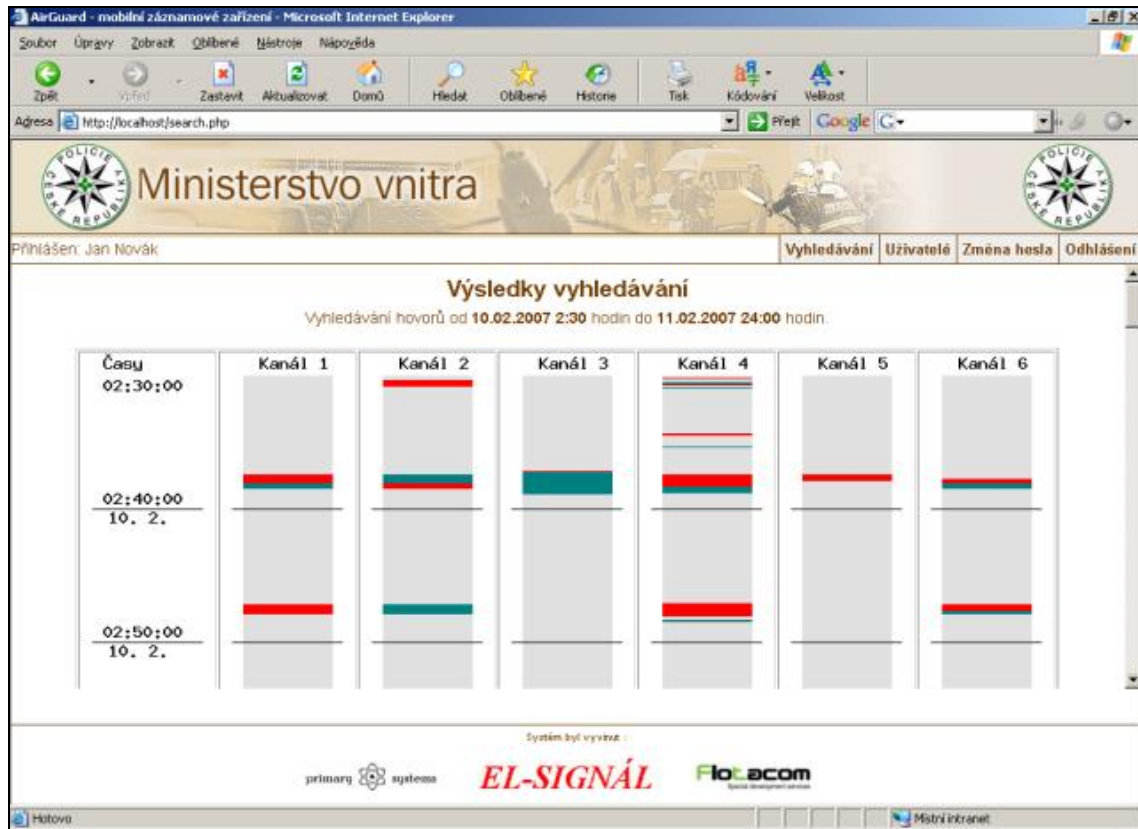 AirGuard - mobilní záznamové zařízení - Microsoft Internet Explorer
Soubor Úpravy Zobrazit Oblíbené Nástroje Nápověda
Zpět Vpřed Zastavit Aktualizovat Domů Hledat Oblíbené Historie Tisk Kódování Velikost
Adresa http://localhost/search.php Přejít Google G
POLICIE ČESKÉ REPUBLIKY Ministerstvo vnitra POLICIE ČESKÉ REPUBLIKY
Přihlášen: Jan Novák Vyhledávání Uživatelé Změna hesla Odhlášení
Výsledky vyhledávání
Vyhledávání hovorů od 10.02.2007 2:30 hodin do 11.02.2007 24:00 hodin.
Časy Kanál 1 Kanál 2 Kanál 3 Kanál 4 Kanál 5 Kanál 6
02:30:00
02:40:00
10. 2.
02:50:00
10. 2.
Systém byl vyvinut :
primary systems EL-SIGNÁL Flotacom
Special development services
Hotovo Místní intranet